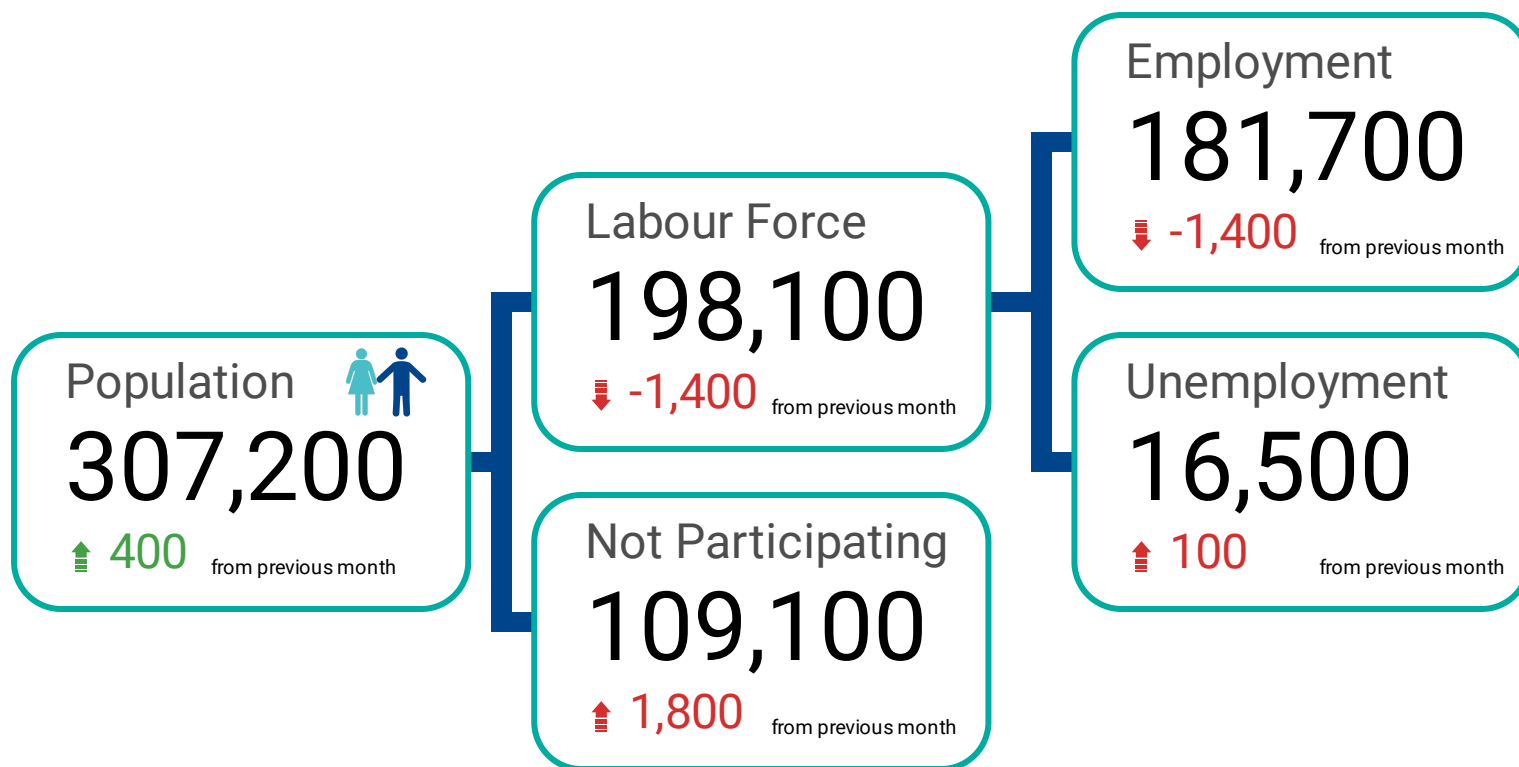 Population
307,200
400 from previous month
Labour Force
198,100
-1,400 from previous month
Not Participating
109,100
1,800 from previous month
Employment
181,700
-1,400 from previous month
Unemployment
16,500
100 from previous month